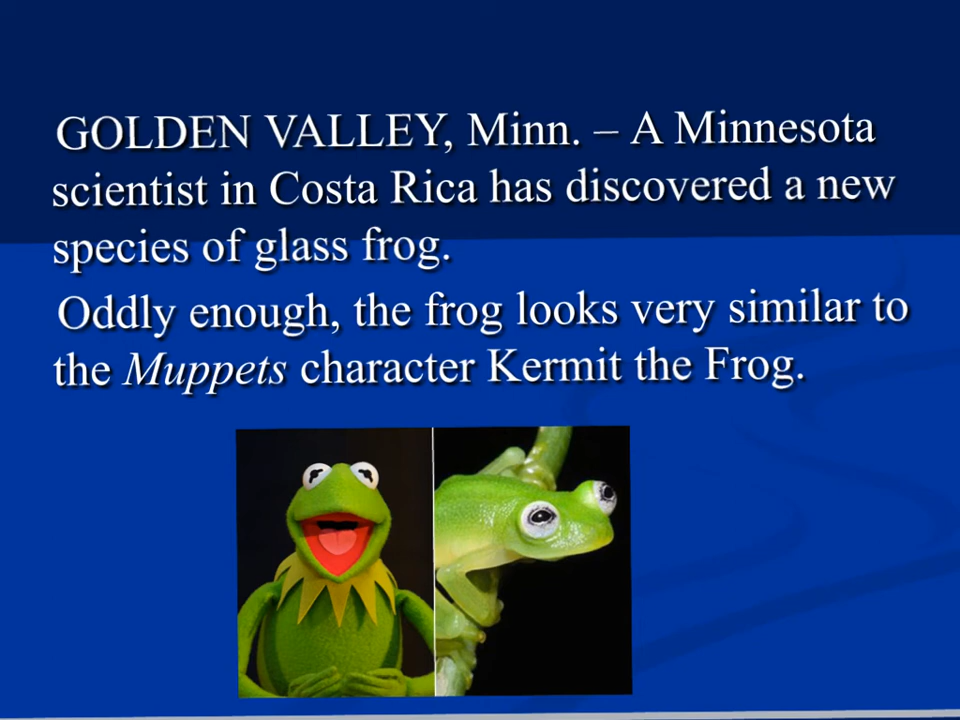 GOLDEN VALLEY, Minn. – A Minnesota
scientist in Costa Rica has discovered a new
species of glass frog.
Oddly enough, the frog looks very similar to
the Muppets character Kermit the Frog.